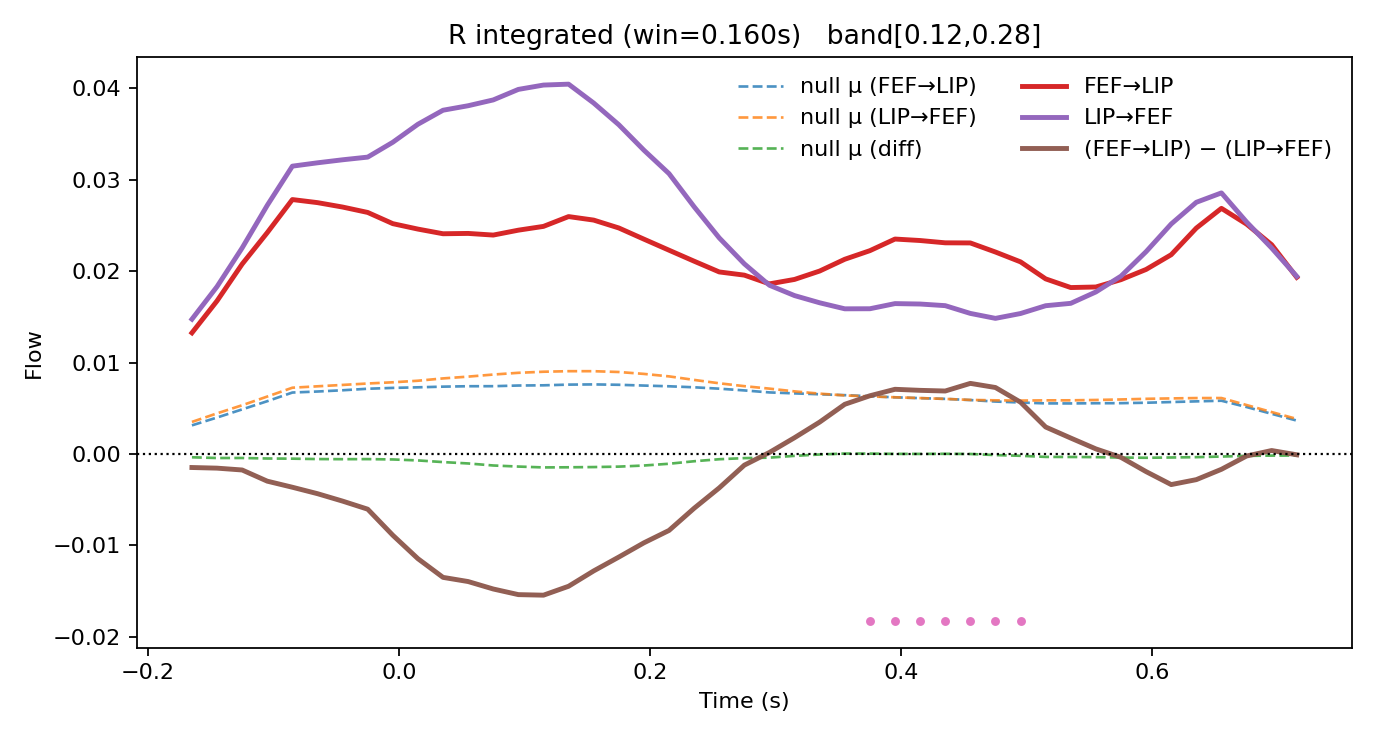 R integrated (win=0.160s)   band[0.12,0.28]
null μ (FEF→LIP)
null μ (LIP→FEF)
null μ (diff)
FEF→LIP
LIP→FEF
(FEF→LIP) − (LIP→FEF)
Flow
0.04
0.03
0.02
0.01
0.00
−0.01
−0.02
−0.2
0.0
0.2
0.4
0.6
Time (s)